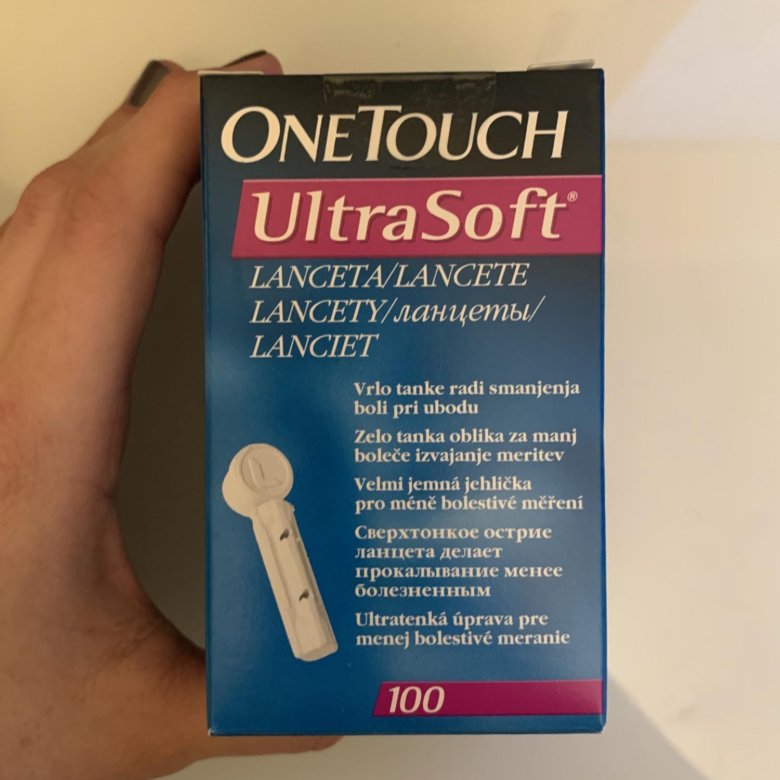 ONETOUCH
UltraSoft®
LANCETA/LANCETE
LANCETY/ланцеты/
LANCIET
Vrlo tanke radi smanjenja
boli pri ubodu
Zelo tanka oblika za manj
boleče izvajanje meritev
Velmi jemná jehlička
pro méně bolestivé měření
Сверхтонкое острие
ланцета делает
прокалывание менее
болезненным
Ultratenká úprava pre
menej bolestivé meranie
100